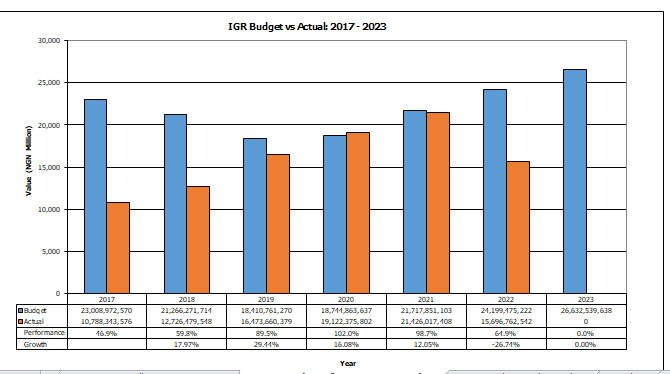 IGR Budget vs Actual: 2017 - 2023
30,000
25,000
20,000
15,000
10,000
5,000
0
Value (NGN Million)
2017 2018 2019 2020 2021 2022 2023
Budget 23,008,972,570 21,266,271,714 18,410,761,270 18,744,863,637 21,717,851,103 24,199,475,222 26,632,539,638
Actual 10,788,343,576 12,726,479,548 16,473,660,379 19,122,375,802 21,426,017,408 15,696,762,542 0
Performance 46.9% 59.8% 89.5% 102.0% 98.7% 64.9% 0.0%
Growth 17.97% 29.44% 16.08% 12.05% -26.74% 0.00%
Year